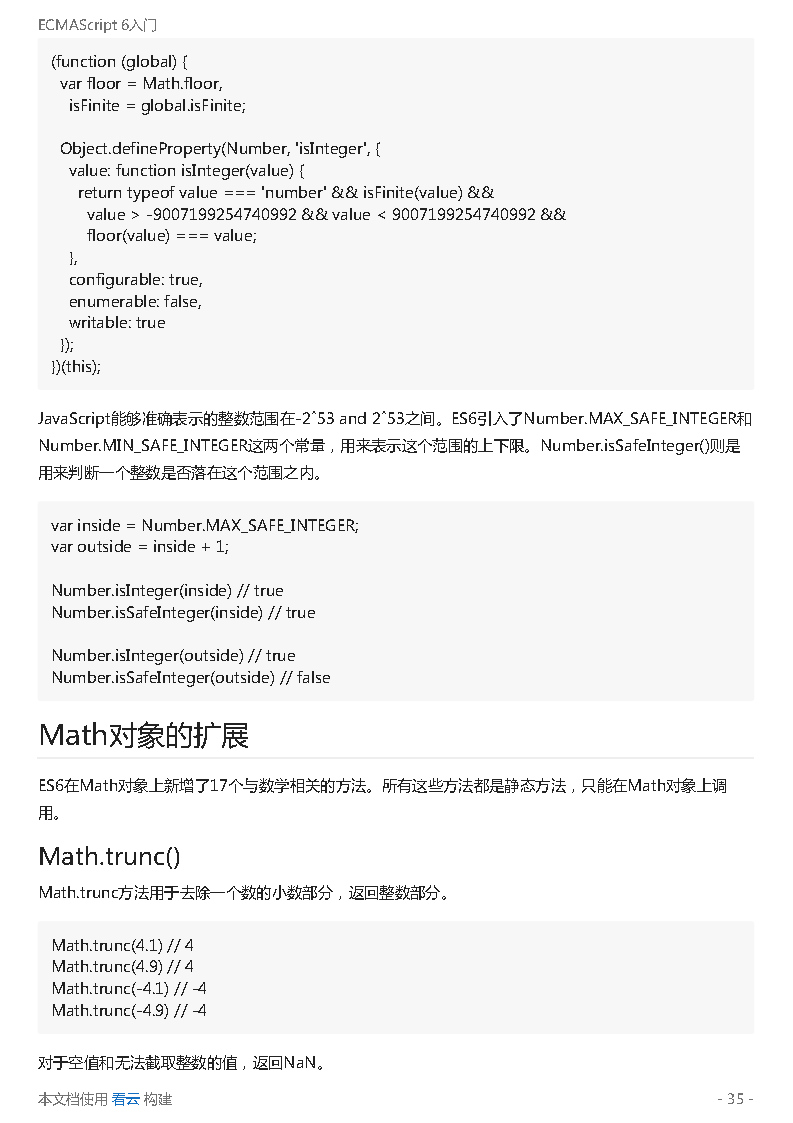 ECMAScript 6入门
(function (global) {
var floor = Math.floor,
isFinite = global.isFinite;
Object.defineProperty(Number, 'isInteger', {
value: function isInteger(value) {
return typeof value === 'number' && isFinite(value) &&
value > -9007199254740992 && value < 9007199254740992 &&
floor(value) === value;
},
configurable: true,
enumerable: false,
writable: true
});
})(this);
JavaScript能够准确表示的整数范围在-2^53 and 2^53之间。ES6引入了Number.MAX_SAFE_INTEGER和
Number.MIN_SAFE_INTEGER这两个常量，用来表示这个范围的上下限。Number.isSafeInteger()则是
用来判断一个整数是否落在这个范围之内。
var inside = Number.MAX_SAFE_INTEGER;
var outside = inside + 1;
Number.isInteger(inside) // true
Number.isSafeInteger(inside) // true
Number.isInteger(outside) // true
Number.isSafeInteger(outside) // false
Math对象的扩展
ES6在Math对象上新增了17个与数学相关的方法。所有这些方法都是静态方法，只能在Math对象上调
用。
Math.trunc()
Math.trunc方法用于去除一个数的小数部分，返回整数部分。
Math.trunc(4.1) // 4
Math.trunc(4.9) // 4
Math.trunc(-4.1) // -4
Math.trunc(-4.9) // -4
对于空值和无法截取整数的值，返回NaN。
本文档使用 看云 构建
- 35 -